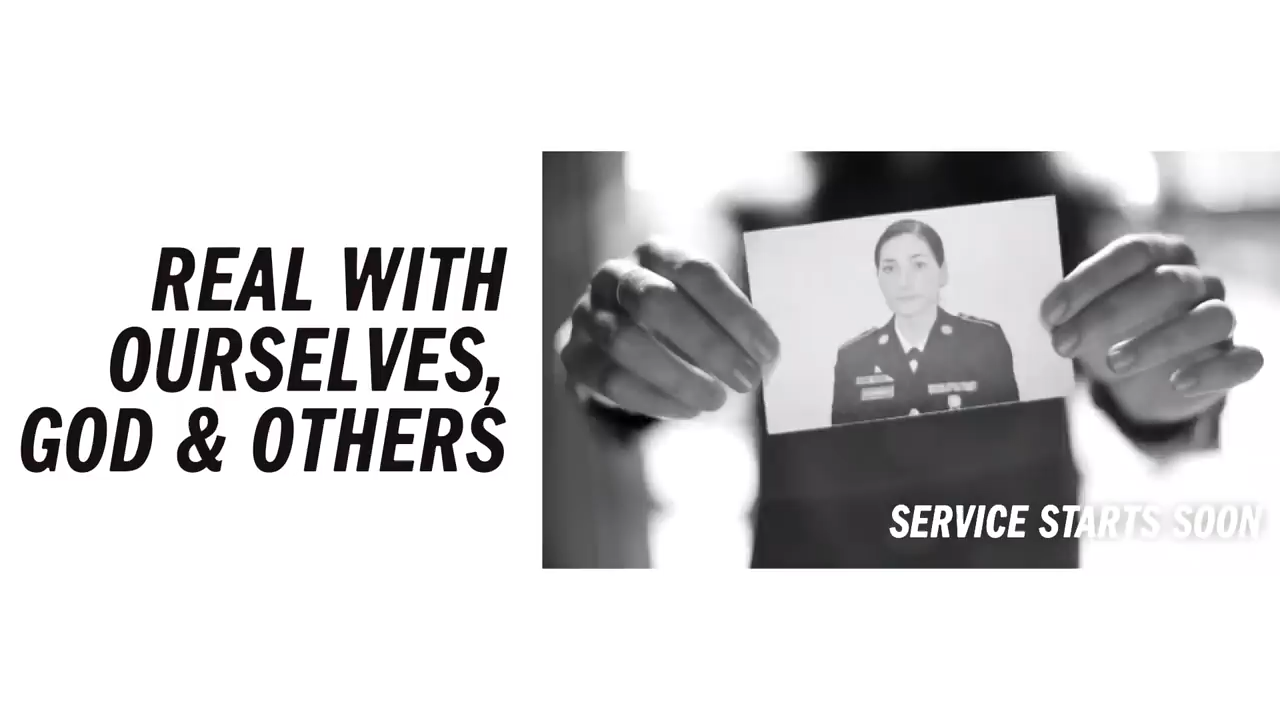 REAL WITH
OURSELVES,
GOD & OTHERS
SERVICE STARTS SOON